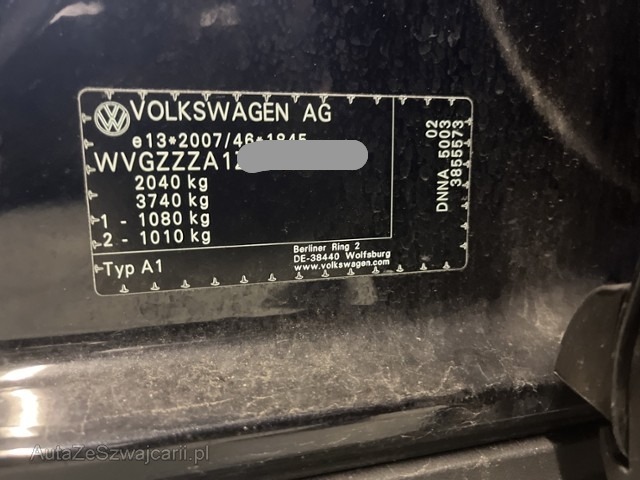 VOLKSWAGEN AG
e13*2007/46*1845
WVGZZZA1Z
2040 kg
3740 kg
1 - 1080 kg
2 - 1010 kg
Typ A1
Berliner Ring 2
DE-38440 Wolfsburg
www.volkswagen.com
02
DNNA 5003
3855573
AutaZeSzwajcarii.pl